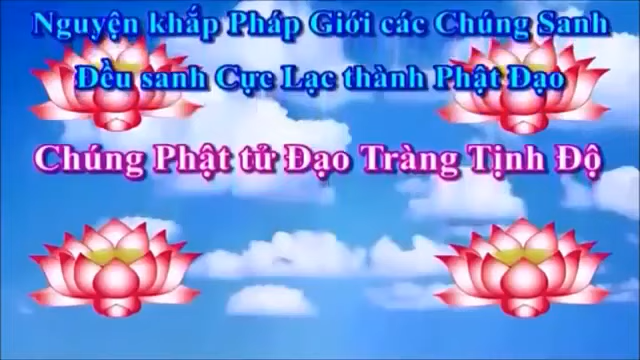 Nguyện khắp Pháp Giới các Chúng Sanh
Đều sanh Cực Lạc thành Phật Đạo
Chúng Phật tử Đạo Tràng Tịnh Độ